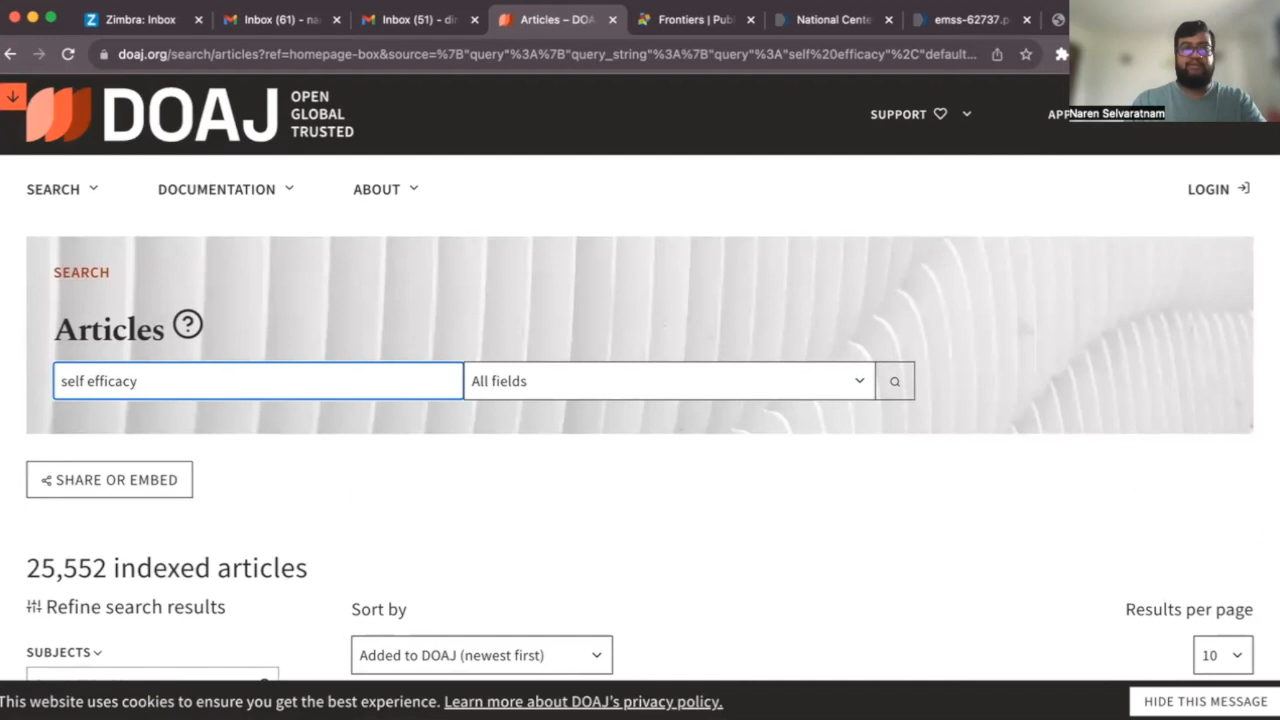 Zimbra: Inbox
Inbox (61) - na
Inbox (51) - di
Articles – DOA
Frontiers | Pub
National Cente
emss-62737.p
doaj.org/search/articles?ref=homepage-box&source=%7B"query"%3A%7B"query_string"%3A%7B"query"%3A"self%20efficacy"%2C"default...
Naren Selvaratnam
DOAJ
OPEN
GLOBAL
TRUSTED
SUPPORT
SEARCH
DOCUMENTATION
ABOUT
LOGIN
SEARCH
Articles ?
self efficacy
All fields
SHARE OR EMBED
25,552 indexed articles
Refine search results
Sort by
Results per page
SUBJECTS
Added to DOAJ (newest first)
10
This website uses cookies to ensure you get the best experience. Learn more about DOAJ's privacy policy.
HIDE THIS MESSAGE